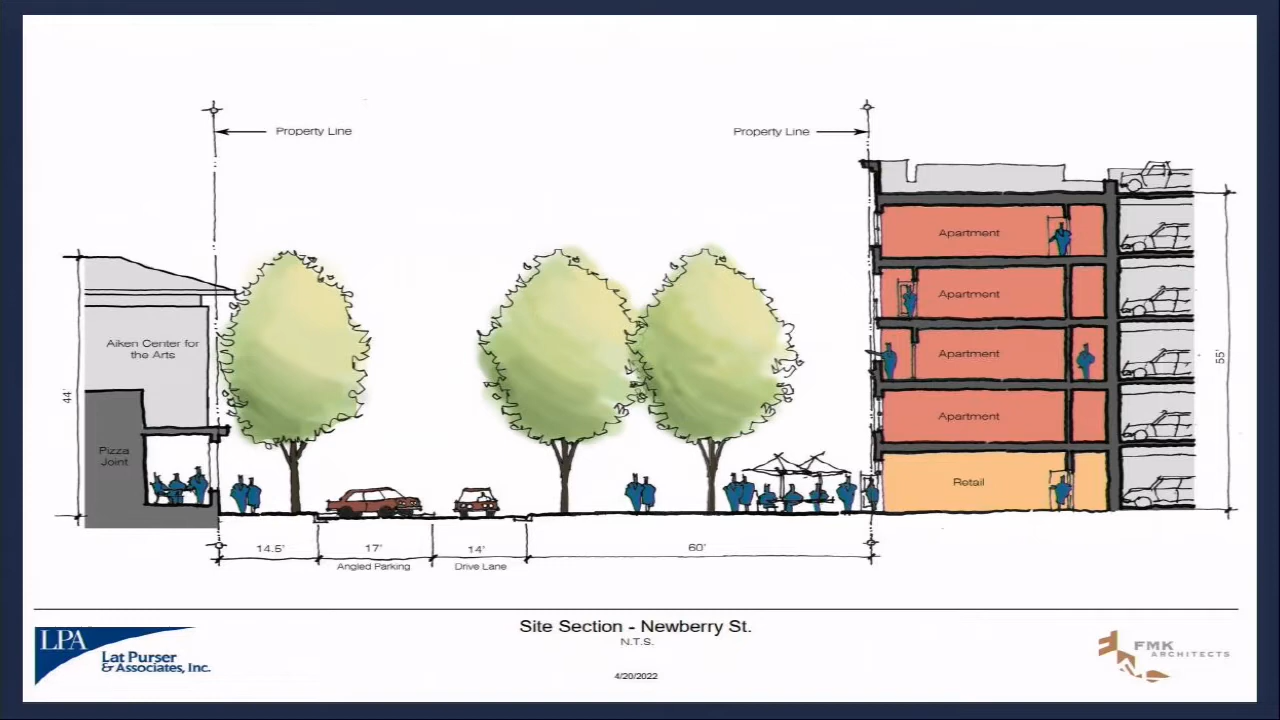 Property Line
Property Line
Apartment
Apartment
Aiken Center for
the Arts
Apartment
55'
44'
Apartment
Pizza
Joint
Retail
14.5'
17'
14'
60'
Angled Parking
Drive Lane
Site Section - Newberry St.
N.T.S.
4/20/2022
LPA
Lat Purser
& Associates, Inc.
FMK
ARCHITECTS